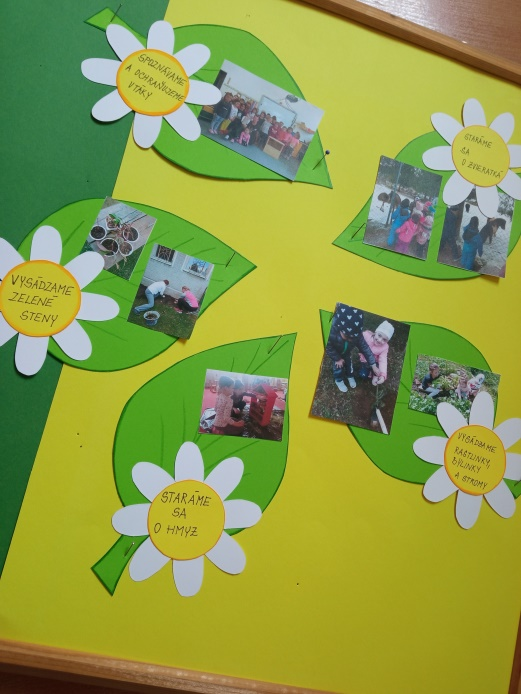 SPOZNÁVAME
A OCHRAŇUJEME
VTÁKY
STARÁME
SA
O ZVIERATKÁ
VYSÁDZAME
ZELENÉ
STENY
VYSÁDZAME
RASTLINKY,
BYLINKY
A STROMY
STARÁME
SA
O HMYZ